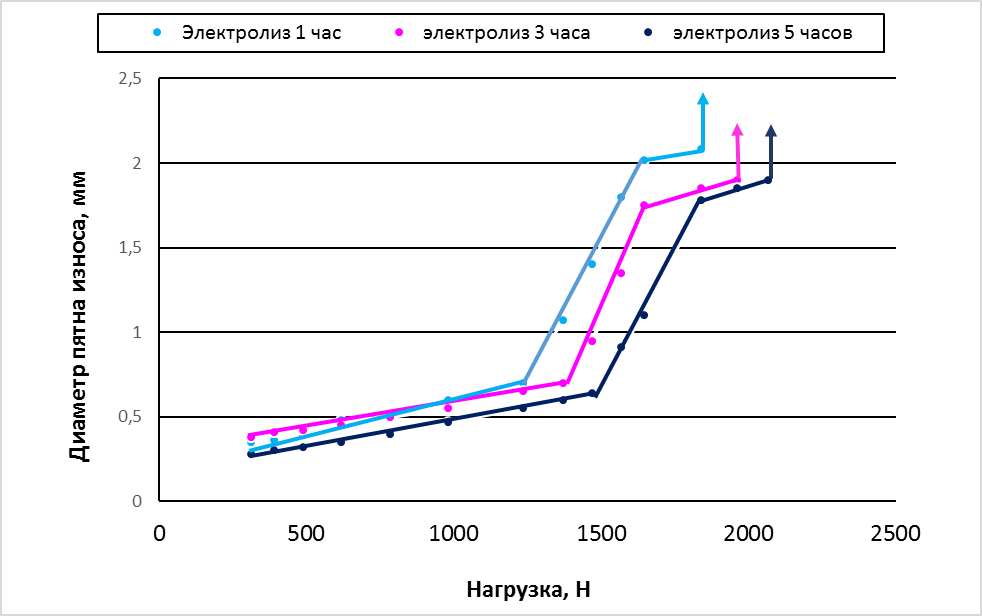 Электролиз 1 час электролиз 3 часа электролиз 5 часов
2,5
2
1,5
1
0,5
0
Диаметр пятна износа, мм
0 500 1000 1500 2000 2500
Нагрузка, Н